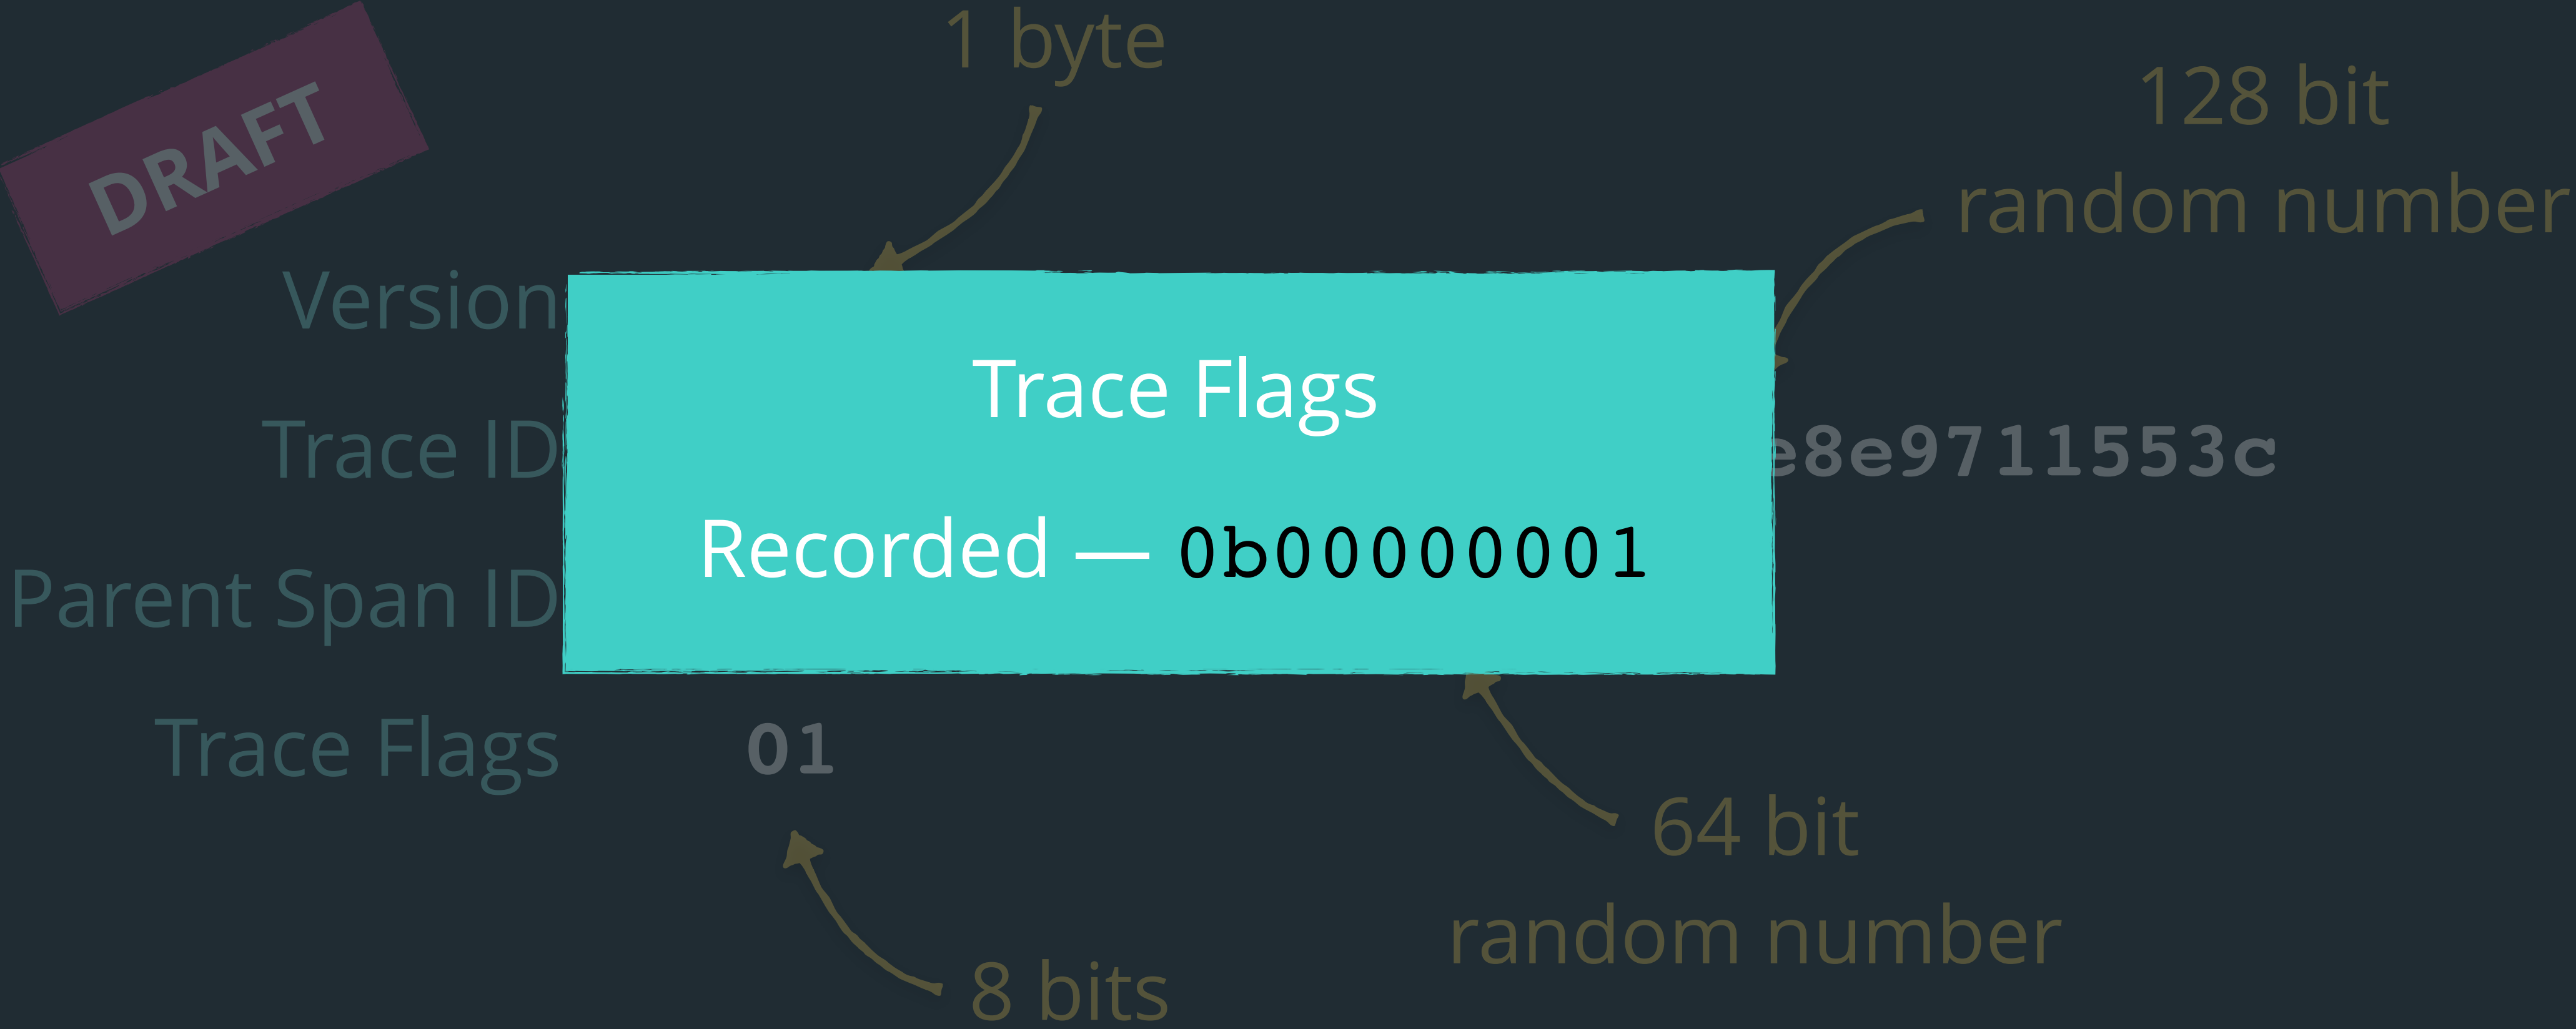 DRAFT
1 byte
128 bit
random number
Version
Trace Flags
Trace ID
e8e9711553c
Recorded — 0b00000001
Parent Span ID
Trace Flags 01
64 bit
random number
8 bits